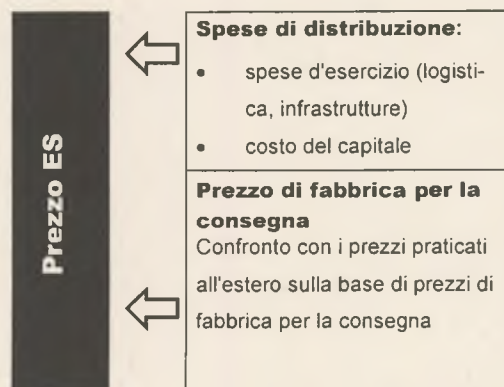 Prezzo ES
Spese di distribuzione:
• spese d'esercizio (logisti-
ca, infrastrutture)
• costo del capitale
Prezzo di fabbrica per la
consegna
Confronto con i prezzi praticati
all'estero sulla base di prezzi di
fabbrica per la consegna